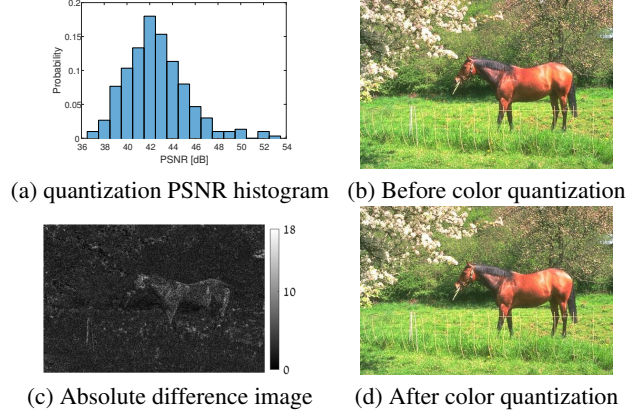 0.2
0.15
0.1
0.05
0
Probability
36 38 40 42 44 46 48 50 52 54
PSNR [dB]
(a) quantization PSNR histogram (b) Before color quantization
18
10
0
(c) Absolute difference image (d) After color quantization